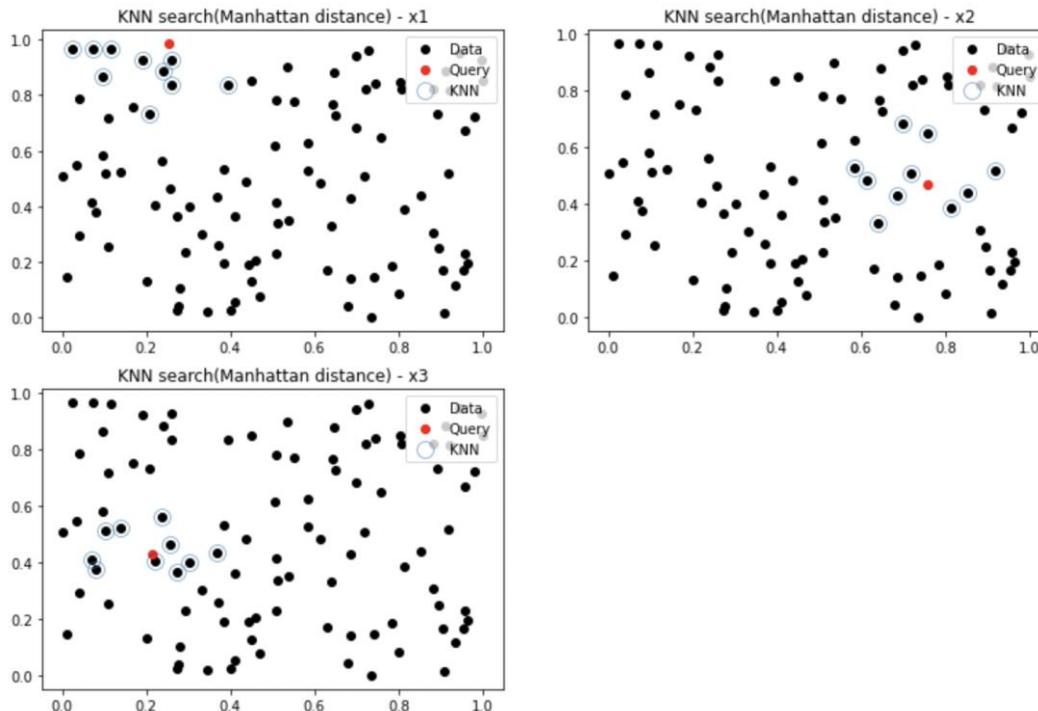 KNN search(Manhattan distance) - x1
1.0
0.8
0.6
0.4
0.2
0.0
0.0 0.2 0.4 0.6 0.8 1.0
Data
Query
KNN
KNN search(Manhattan distance) - x2
1.0
0.8
0.6
0.4
0.2
0.0
0.0 0.2 0.4 0.6 0.8 1.0
Data
Query
KNN
KNN search(Manhattan distance) - x3
1.0
0.8
0.6
0.4
0.2
0.0
0.0 0.2 0.4 0.6 0.8 1.0
Data
Query
KNN